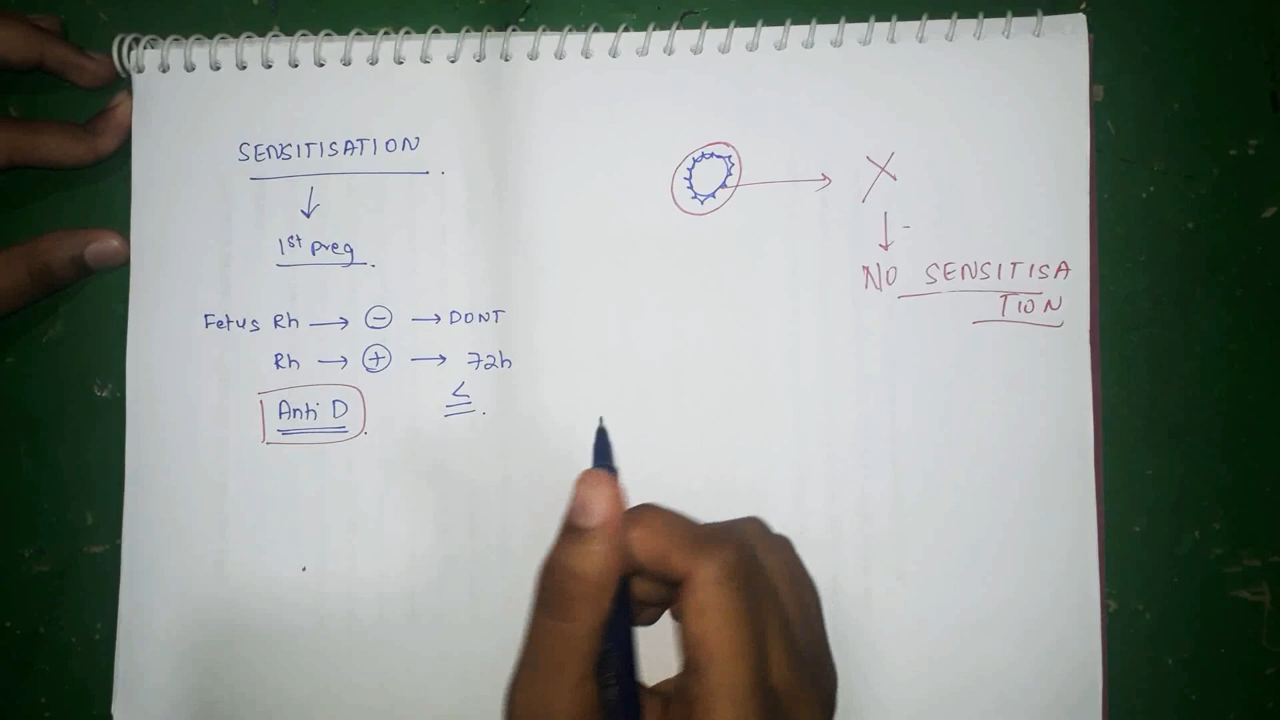 SENSITISATION
↓
1st preg
Fetus Rh → ⊖ → DONT
Rh → ⊕ → 72h
≤
Anti D
→ X
↓
NO SENSITISA
TION